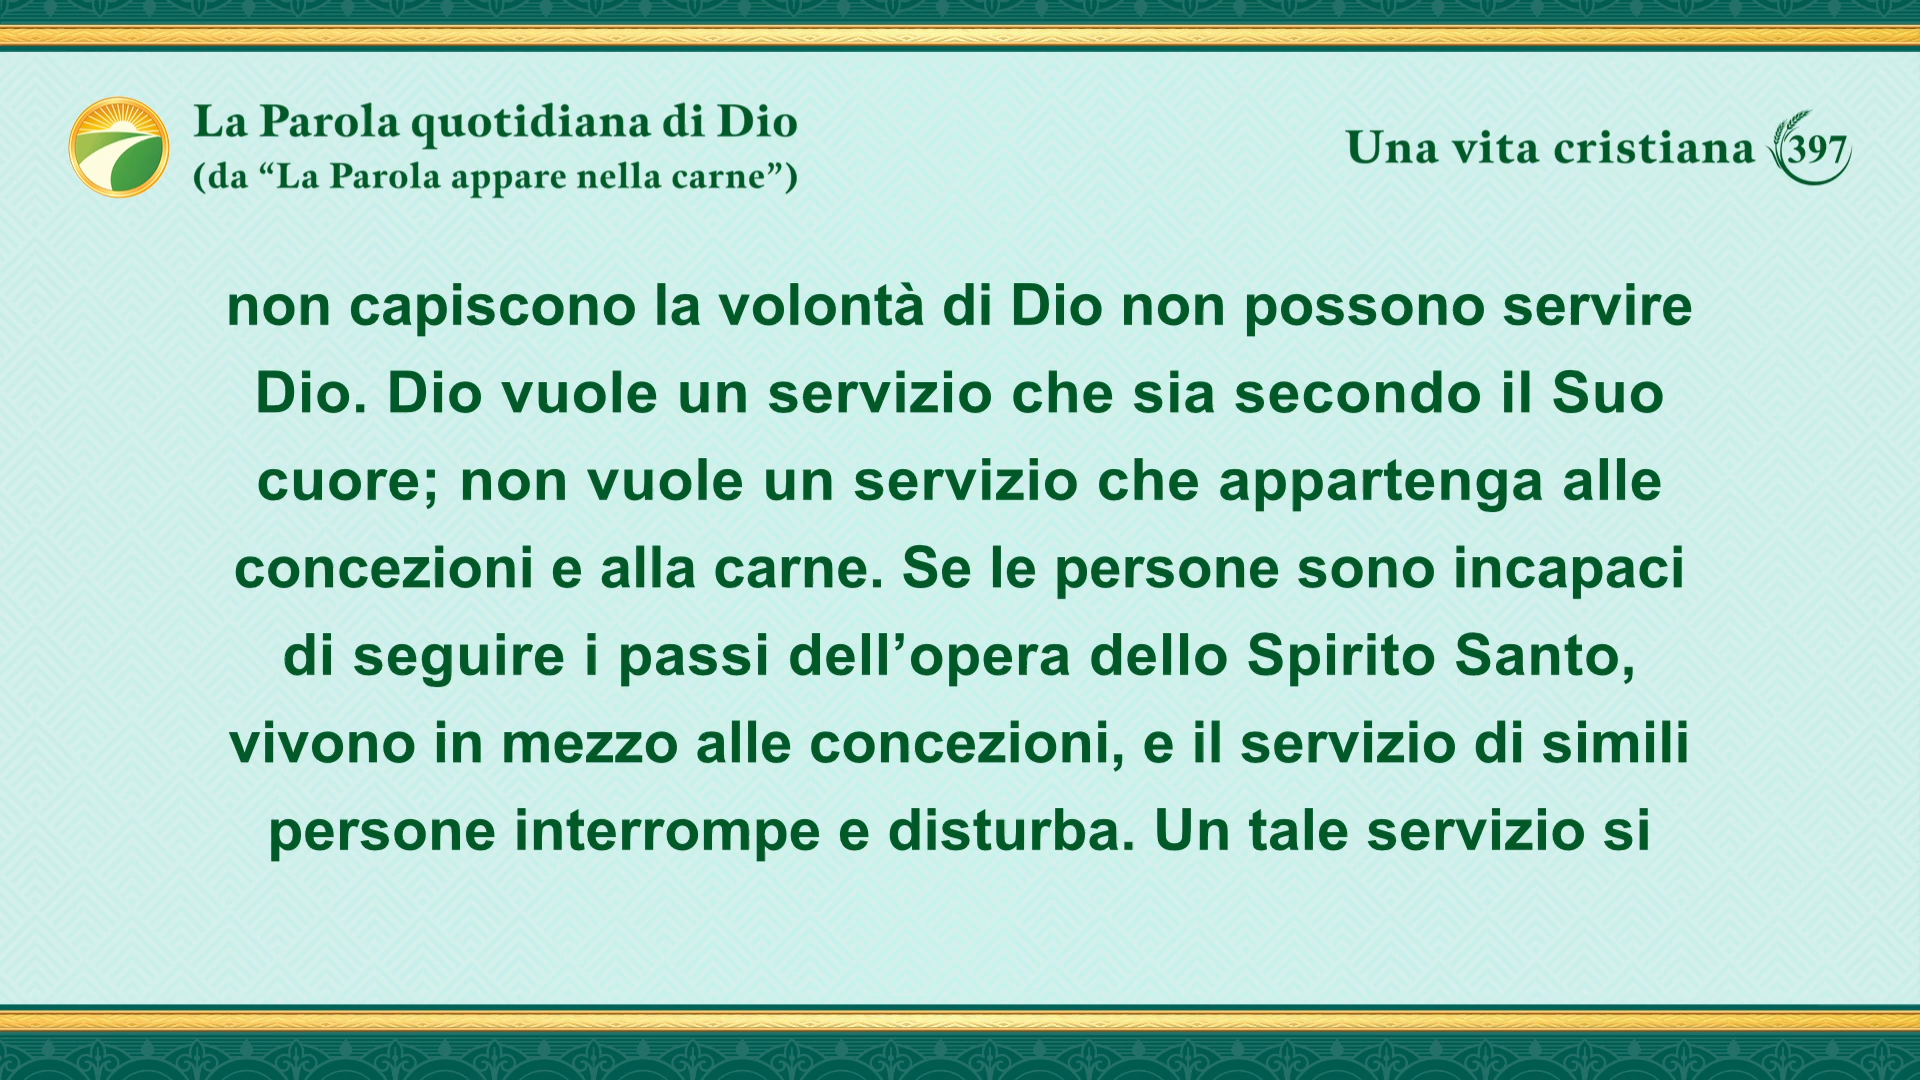 La Parola quotidiana di Dio
(da “La Parola appare nella carne”)
Una vita cristiana 397
non capiscono la volontà di Dio non possono servire
Dio. Dio vuole un servizio che sia secondo il Suo
cuore; non vuole un servizio che appartenga alle
concezioni e alla carne. Se le persone sono incapaci
di seguire i passi dell’opera dello Spirito Santo,
vivono in mezzo alle concezioni, e il servizio di simili
persone interrompe e disturba. Un tale servizio si